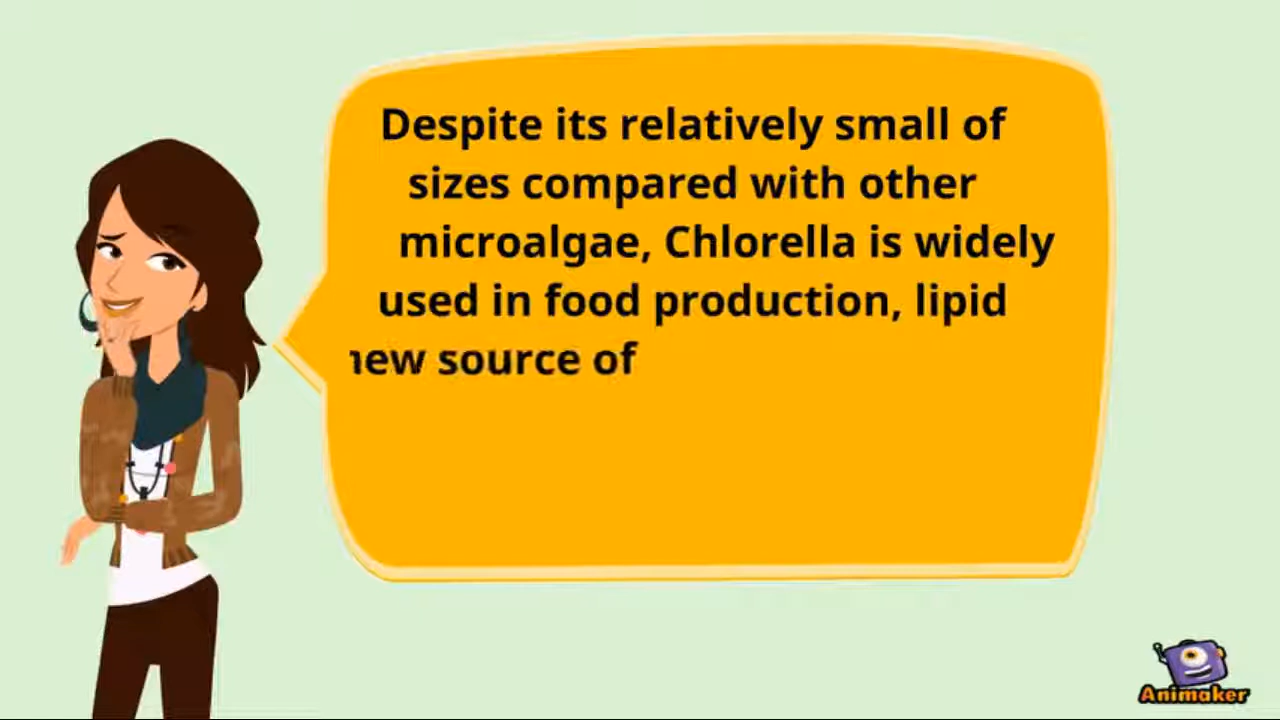 Despite its relatively small of
sizes compared with other
microalgae, Chlorella is widely
used in food production, lipid
source of
Animaker